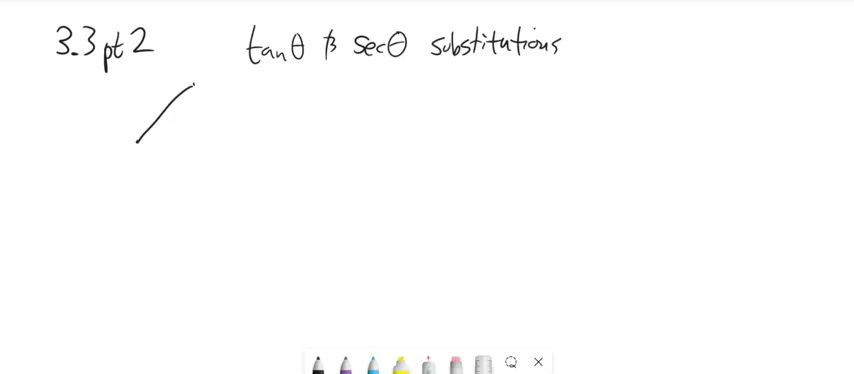 3.3 pt 2 tanθ & secθ substitutions